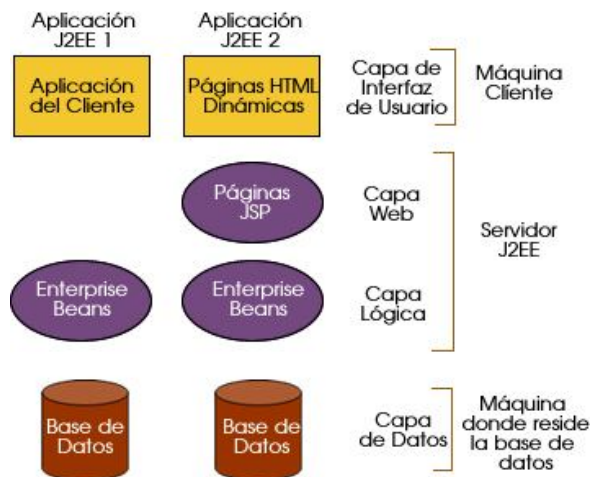 Aplicación
J2EE 1
Aplicación
J2EE 2
Aplicación
del Cliente
Páginas HTML
Dinámicas
Capa de
Interfaz
de Usuario
Máquina
Cliente
Páginas
JSP
Capa
Web
Servidor
J2EE
Enterprise
Beans
Enterprise
Beans
Capa
Lógica
Base de
Datos
Base de
Datos
Capa
de Datos
Máquina
donde reside
la base de
datos